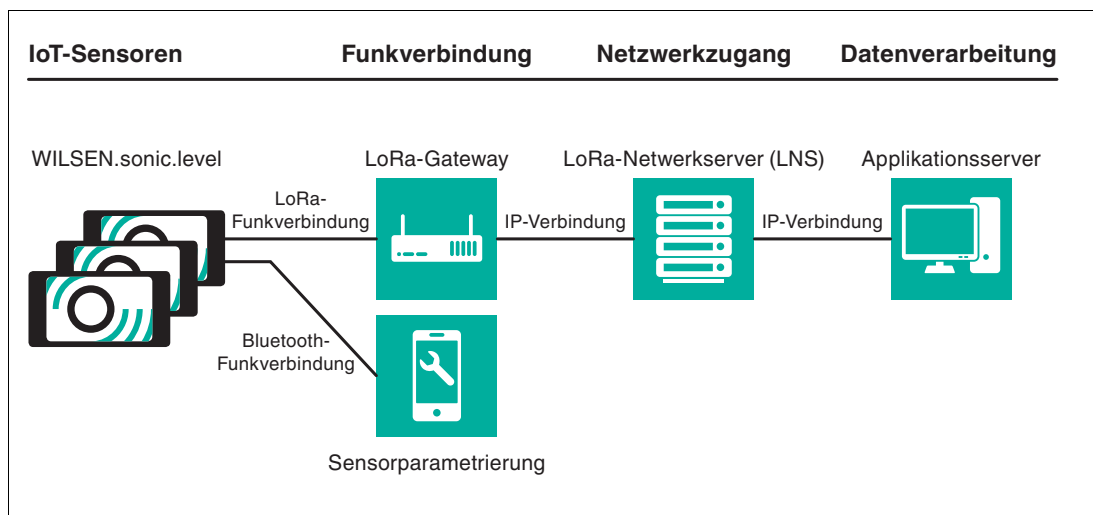 IoT-Sensoren
Funkverbindung
Netzwerkzugang
Datenverarbeitung
WILSEN.sonic.level
LoRa-Gateway
LoRa-Netwerkserver (LNS)
Applikationsserver
LoRa-
Funkverbindung
IP-Verbindung
IP-Verbindung
Bluetooth-
Funkverbindung
Sensorparametrierung